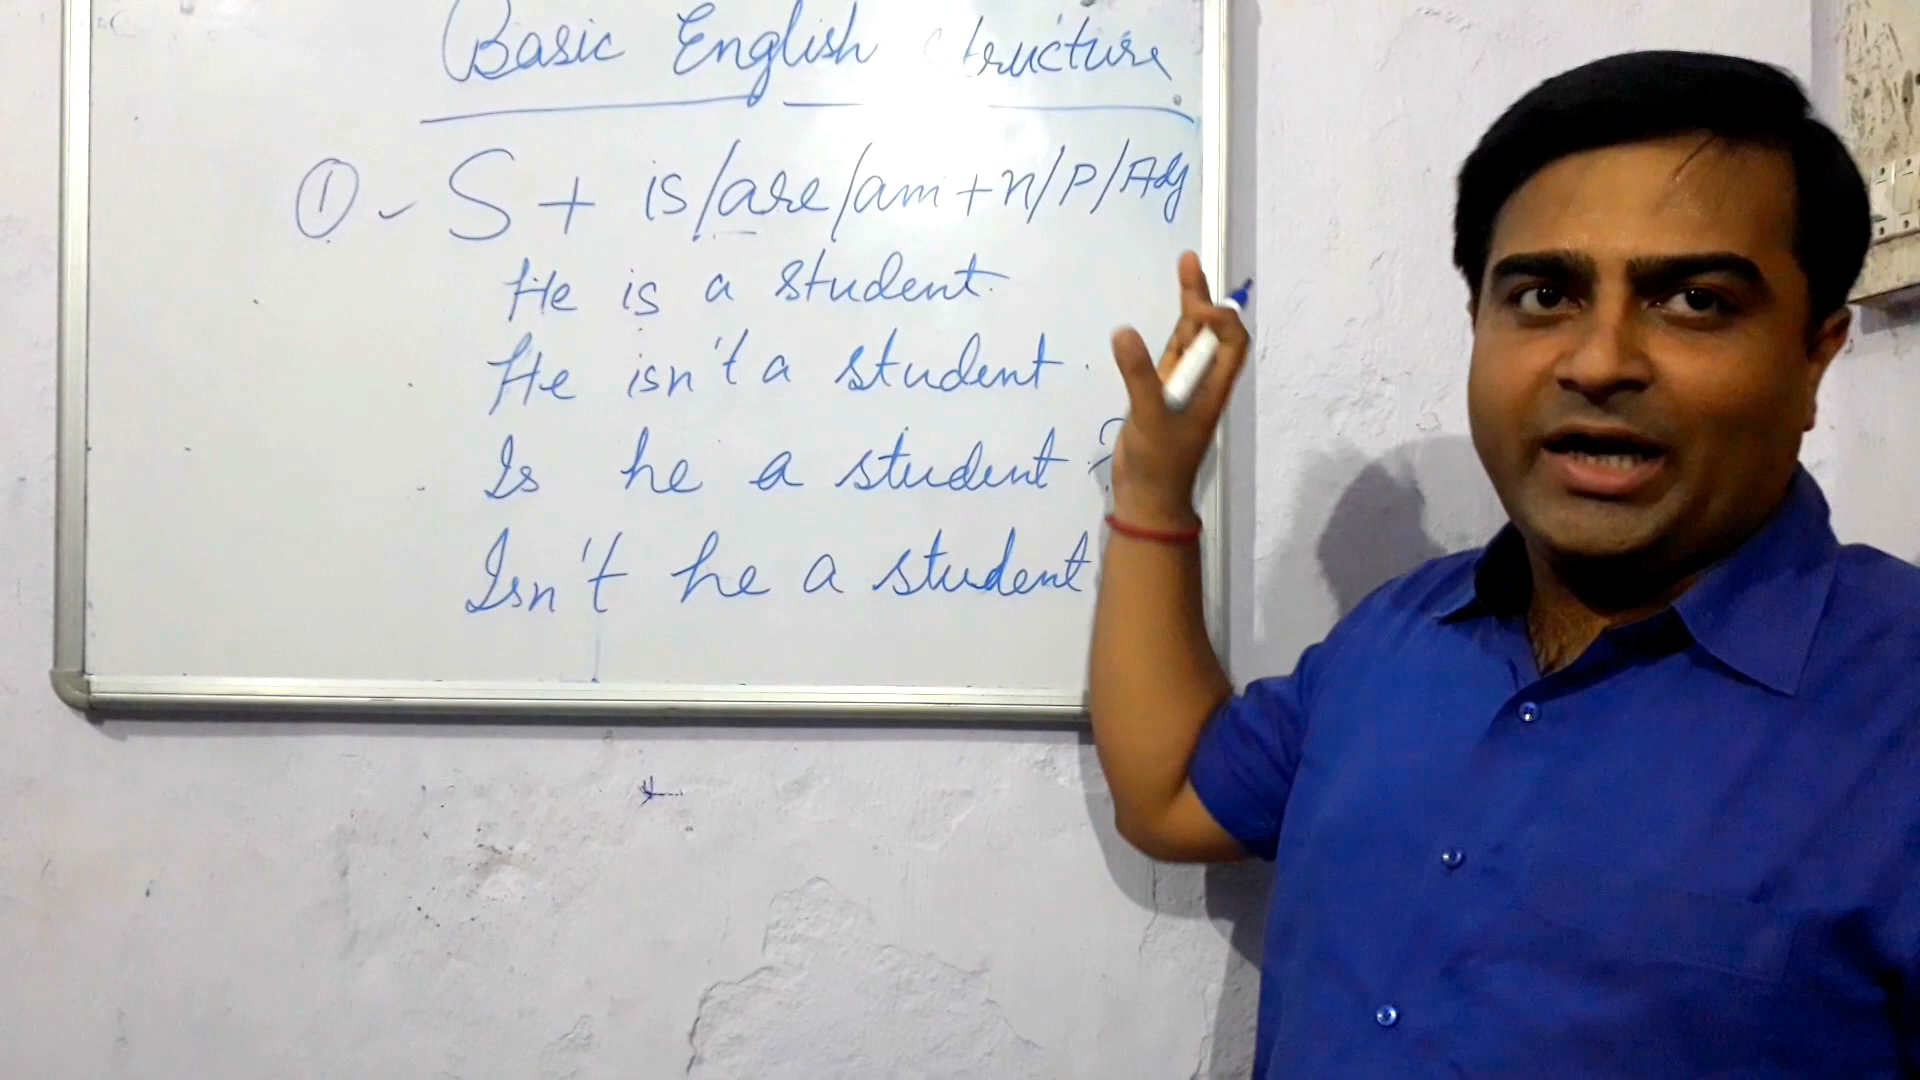 Basic English Structure
① - S + is/are/am + n/P/Adj
He is a student.
He isn't a student.
Is he a student?
Isn't he a student